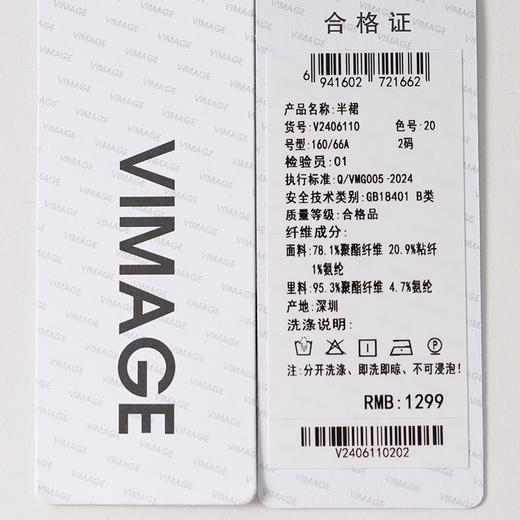 VIMAGE
合格证
6 941602 721662
产品名称:半裙
货号:V2406110 色号:20
号型:160/66A 2码
检验员:01
执行标准:Q/VMG005-2024
安全技术类别:GB18401 B类
质量等级:合格品
纤维成分:
面料:78.1%聚酯纤维 20.9%粘纤
1%氨纶
里料:95.3%聚酯纤维 4.7%氨纶
产地:深圳
洗涤说明:
注:分开洗涤、即洗即晾、不可浸泡!
RMB:1299
V2406110202